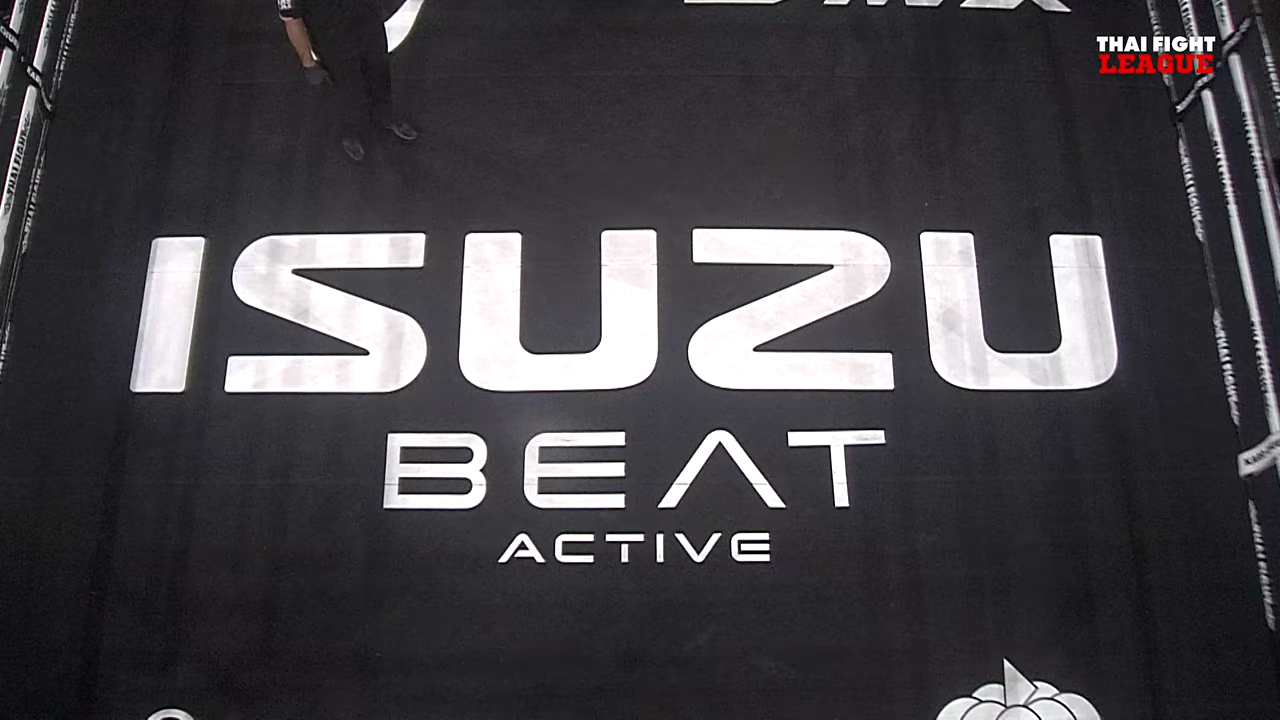 THAI FIGHT
LEAGUE
ISUZU
BEAT
ACTIVE